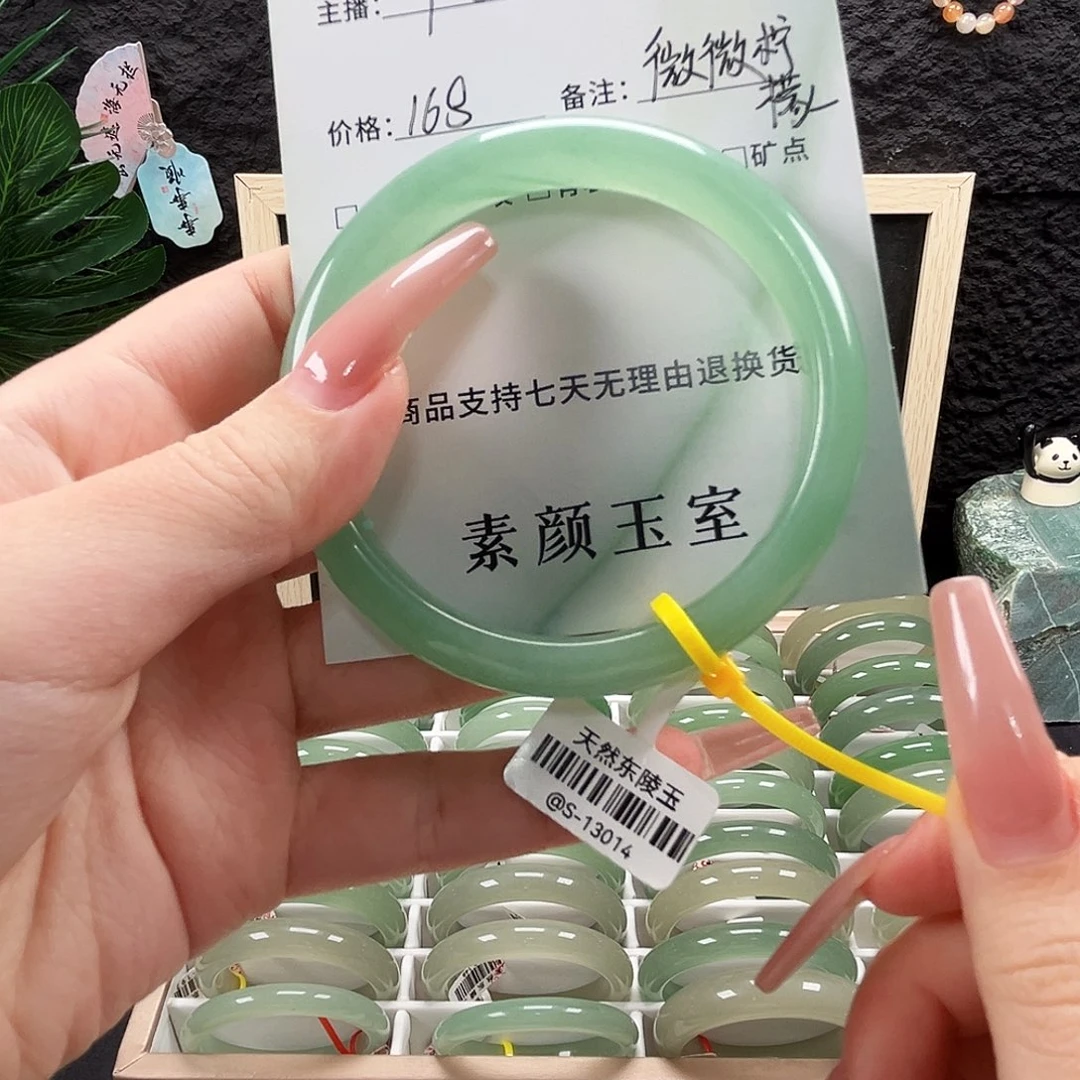 主播：
价格：168
备注：微微柠
檬
矿点
商品支持七天无理由退换货
素颜玉室
天然东陵玉
@S-13014